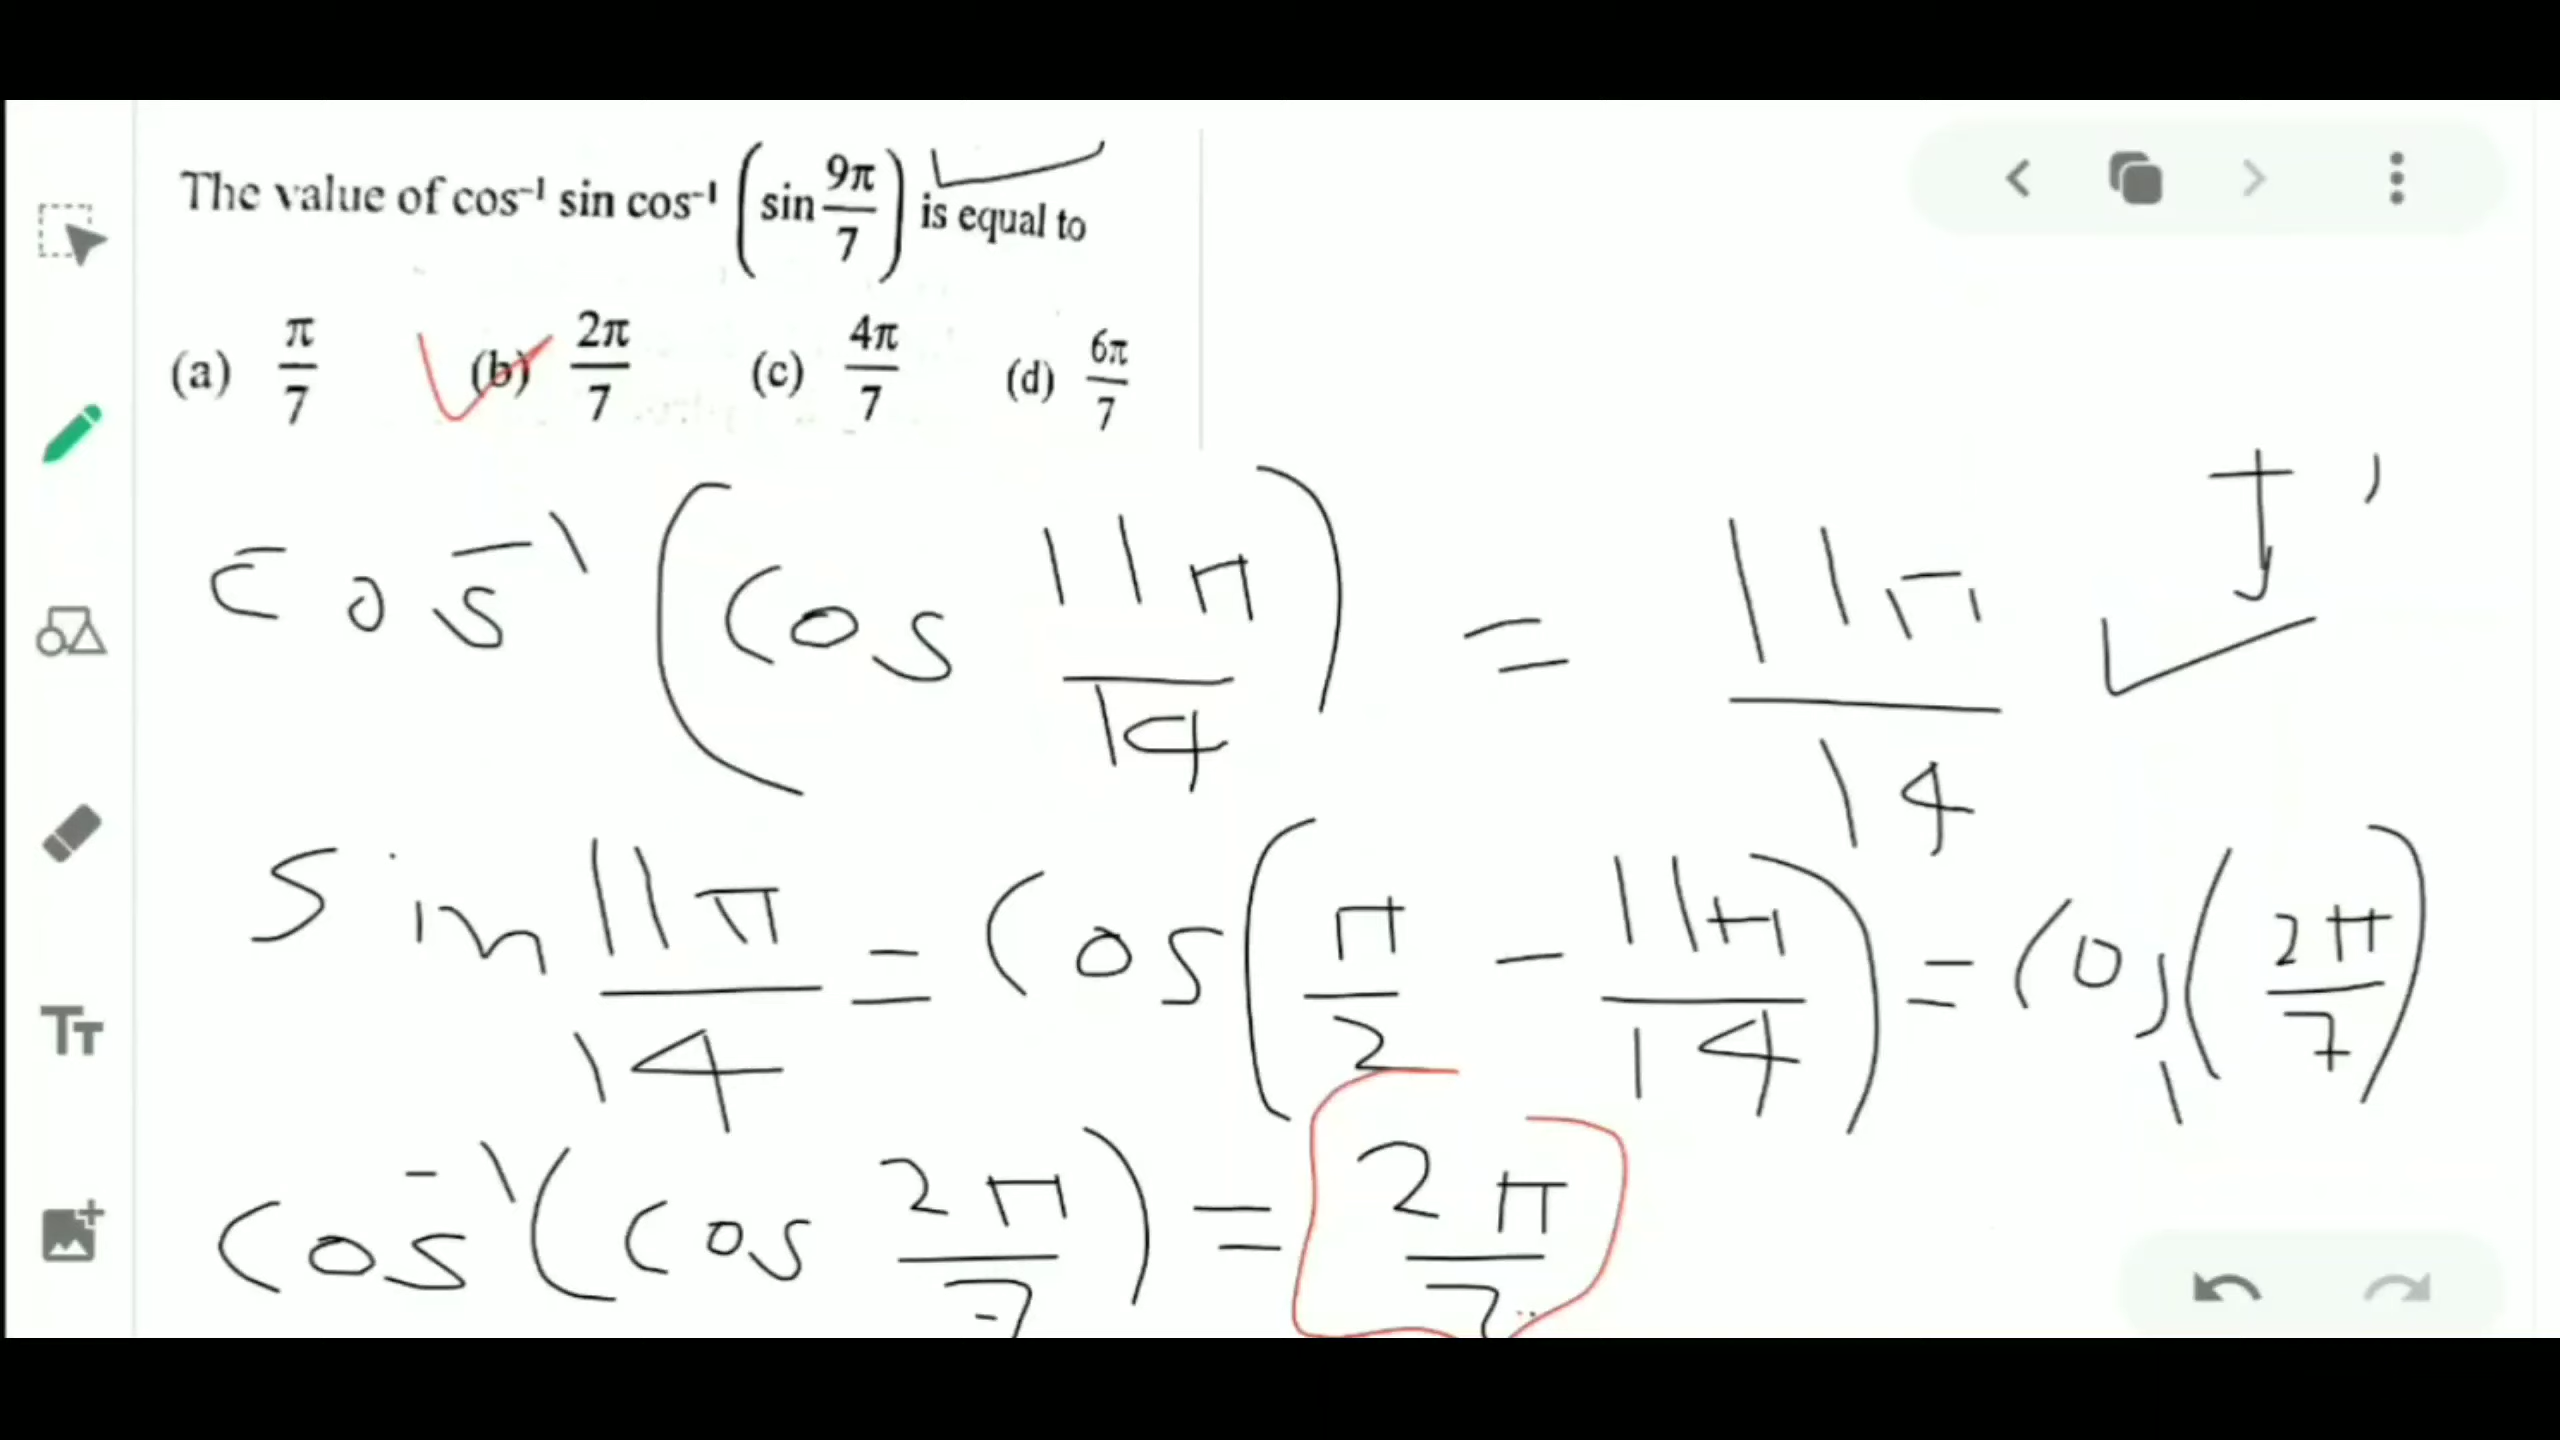 The value of cos⁻¹ sin cos⁻¹ (sin 9π/7) is equal to
(a) π/7 (b) 2π/7 (c) 4π/7 (d) 6π/7
cos⁻¹ (cos 11π/14) = 11π/14
sin 11π/14 = cos (π/2 − 11π/14) = cos (2π/7)
cos⁻¹ (cos 2π/7) = 2π/7
Tт